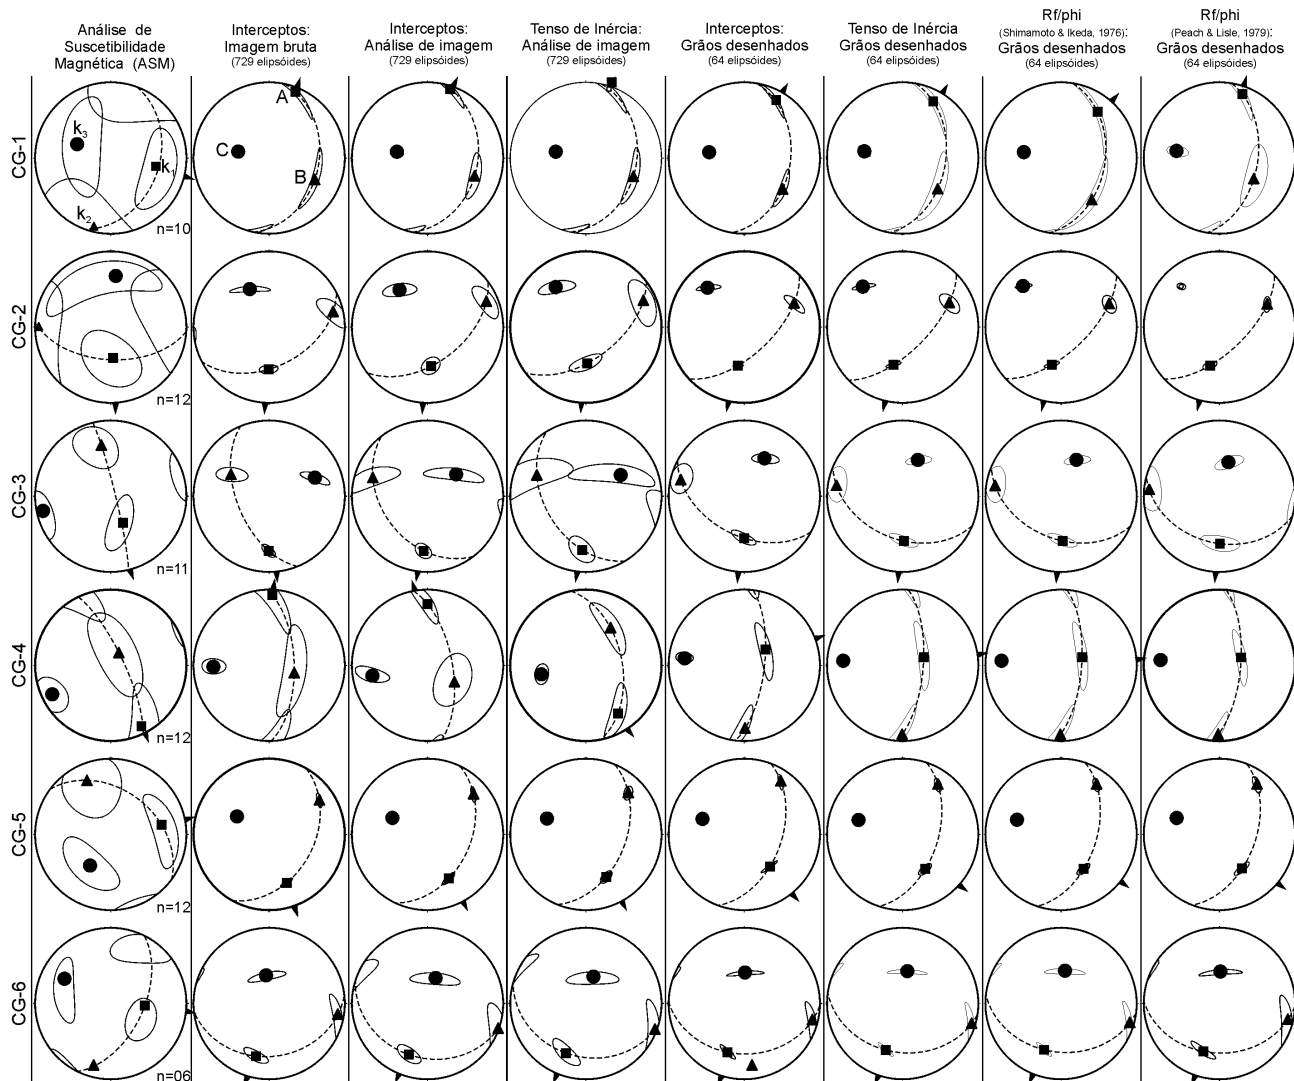 Análise de
Suscetibilidade
Magnética (ASM)
Interceptos:
Imagem bruta
(729 elipsóides)
Interceptos:
Análise de imagem
(729 elipsóides)
Tenso de Inércia:
Análise de imagem
(729 elipsóides)
Interceptos:
Grãos desenhados
(64 elipsóides)
Tenso de Inércia
Grãos desenhados
(64 elipsóides)
Rf/phi
(Shimamoto & Ikeda, 1976):
Grãos desenhados
(64 elipsóides)
Rf/phi
(Peach & Lisle, 1979):
Grãos desenhados
(64 elipsóides)
CG-1
k3
k1
k2
n=10
A
C
B
CG-2
n=12
CG-3
n=11
CG-4
n=12
CG-5
n=12
CG-6
n=06